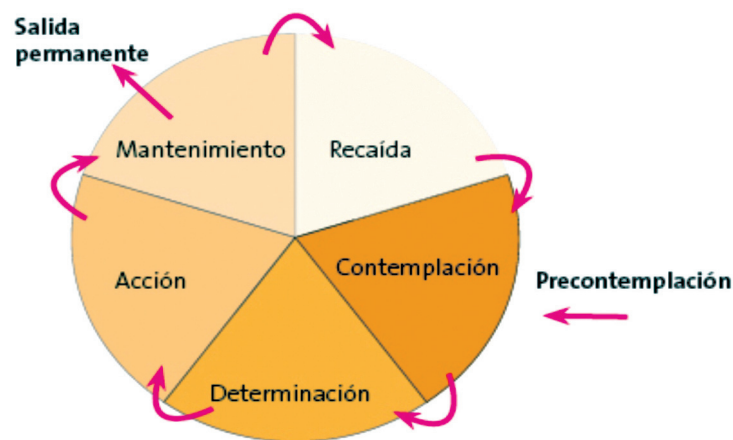 Salida
permanente
Mantenimiento
Recaída
Contemplación
Precontemplación
Acción
Determinación